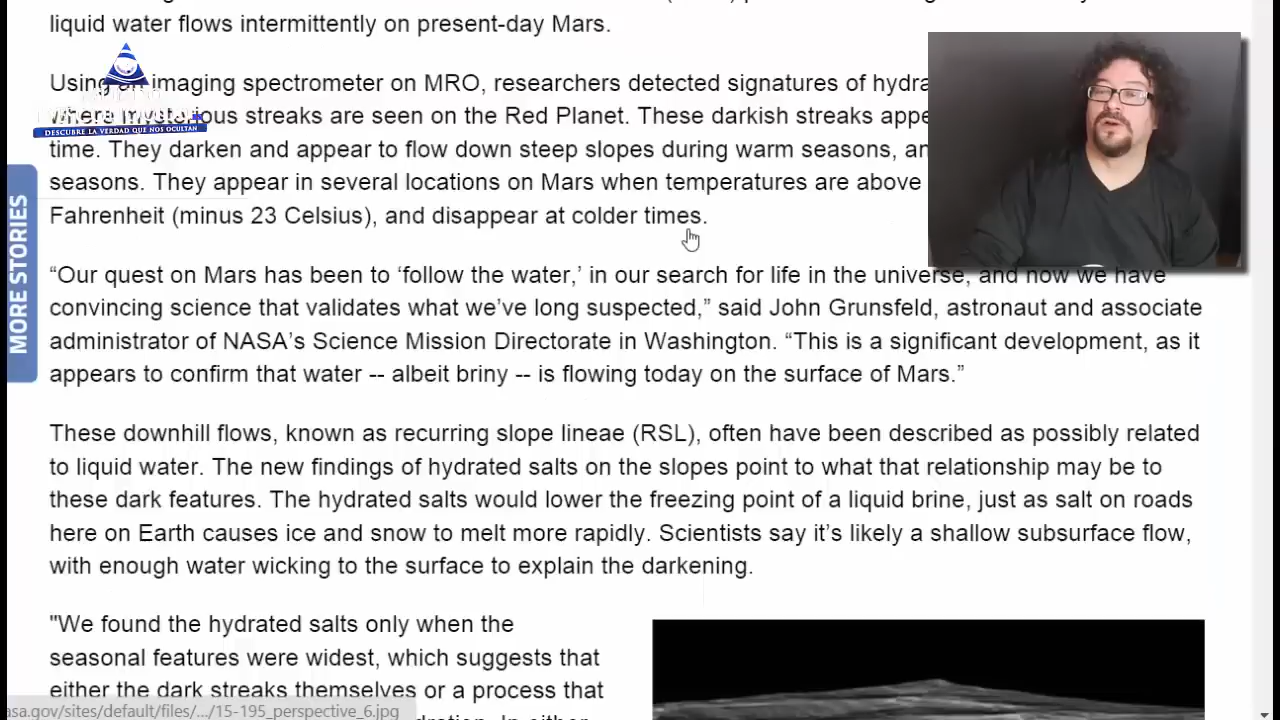 liquid water flows intermittently on present-day Mars.
Using an imaging spectrometer on MRO, researchers detected signatures of hydra
where mysterious streaks are seen on the Red Planet. These darkish streaks appe
DESCUBRE LA VERDAD QUE NOS OCULTAN
time. They darken and appear to flow down steep slopes during warm seasons, an
seasons. They appear in several locations on Mars when temperatures are above
Fahrenheit (minus 23 Celsius), and disappear at colder times.
MORE STORIES
“Our quest on Mars has been to ‘follow the water,’ in our search for life in the universe, and now we have
convincing science that validates what we’ve long suspected,” said John Grunsfeld, astronaut and associate
administrator of NASA’s Science Mission Directorate in Washington. “This is a significant development, as it
appears to confirm that water -- albeit briny -- is flowing today on the surface of Mars.”
These downhill flows, known as recurring slope lineae (RSL), often have been described as possibly related
to liquid water. The new findings of hydrated salts on the slopes point to what that relationship may be to
these dark features. The hydrated salts would lower the freezing point of a liquid brine, just as salt on roads
here on Earth causes ice and snow to melt more rapidly. Scientists say it’s likely a shallow subsurface flow,
with enough water wicking to the surface to explain the darkening.
"We found the hydrated salts only when the
seasonal features were widest, which suggests that
either the dark streaks themselves or a process that
asa.gov/sites/default/files/.../15-195_perspective_6.jpg